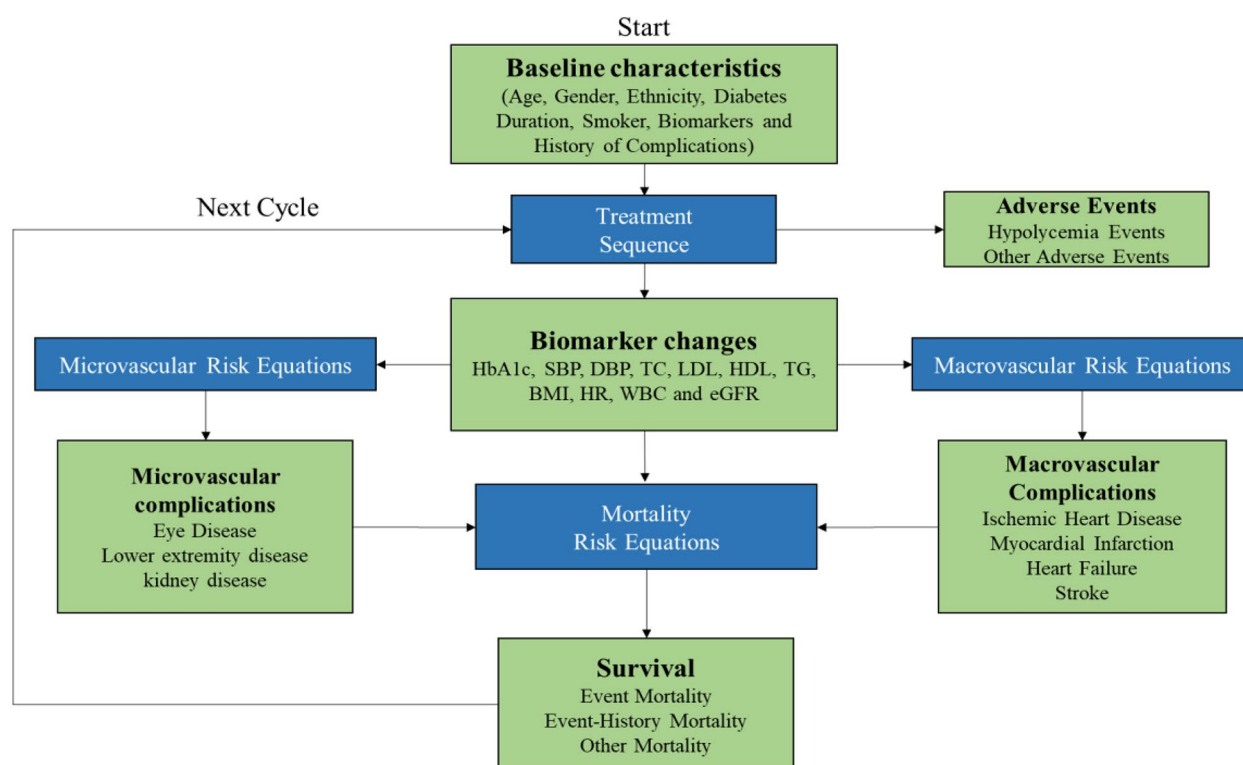 Start
Baseline characteristics
(Age, Gender, Ethnicity, Diabetes
Duration, Smoker, Biomarkers and
History of Complications)
Next Cycle
Treatment
Sequence
Adverse Events
Hypolycemia Events
Other Adverse Events
Microvascular Risk Equations
Biomarker changes
HbA1c, SBP, DBP, TC, LDL, HDL, TG,
BMI, HR, WBC and eGFR
Macrovascular Risk Equations
Microvascular
complications
Eye Disease
Lower extremity disease
kidney disease
Mortality
Risk Equations
Macrovascular
Complications
Ischemic Heart Disease
Myocardial Infarction
Heart Failure
Stroke
Survival
Event Mortality
Event-History Mortality
Other Mortality